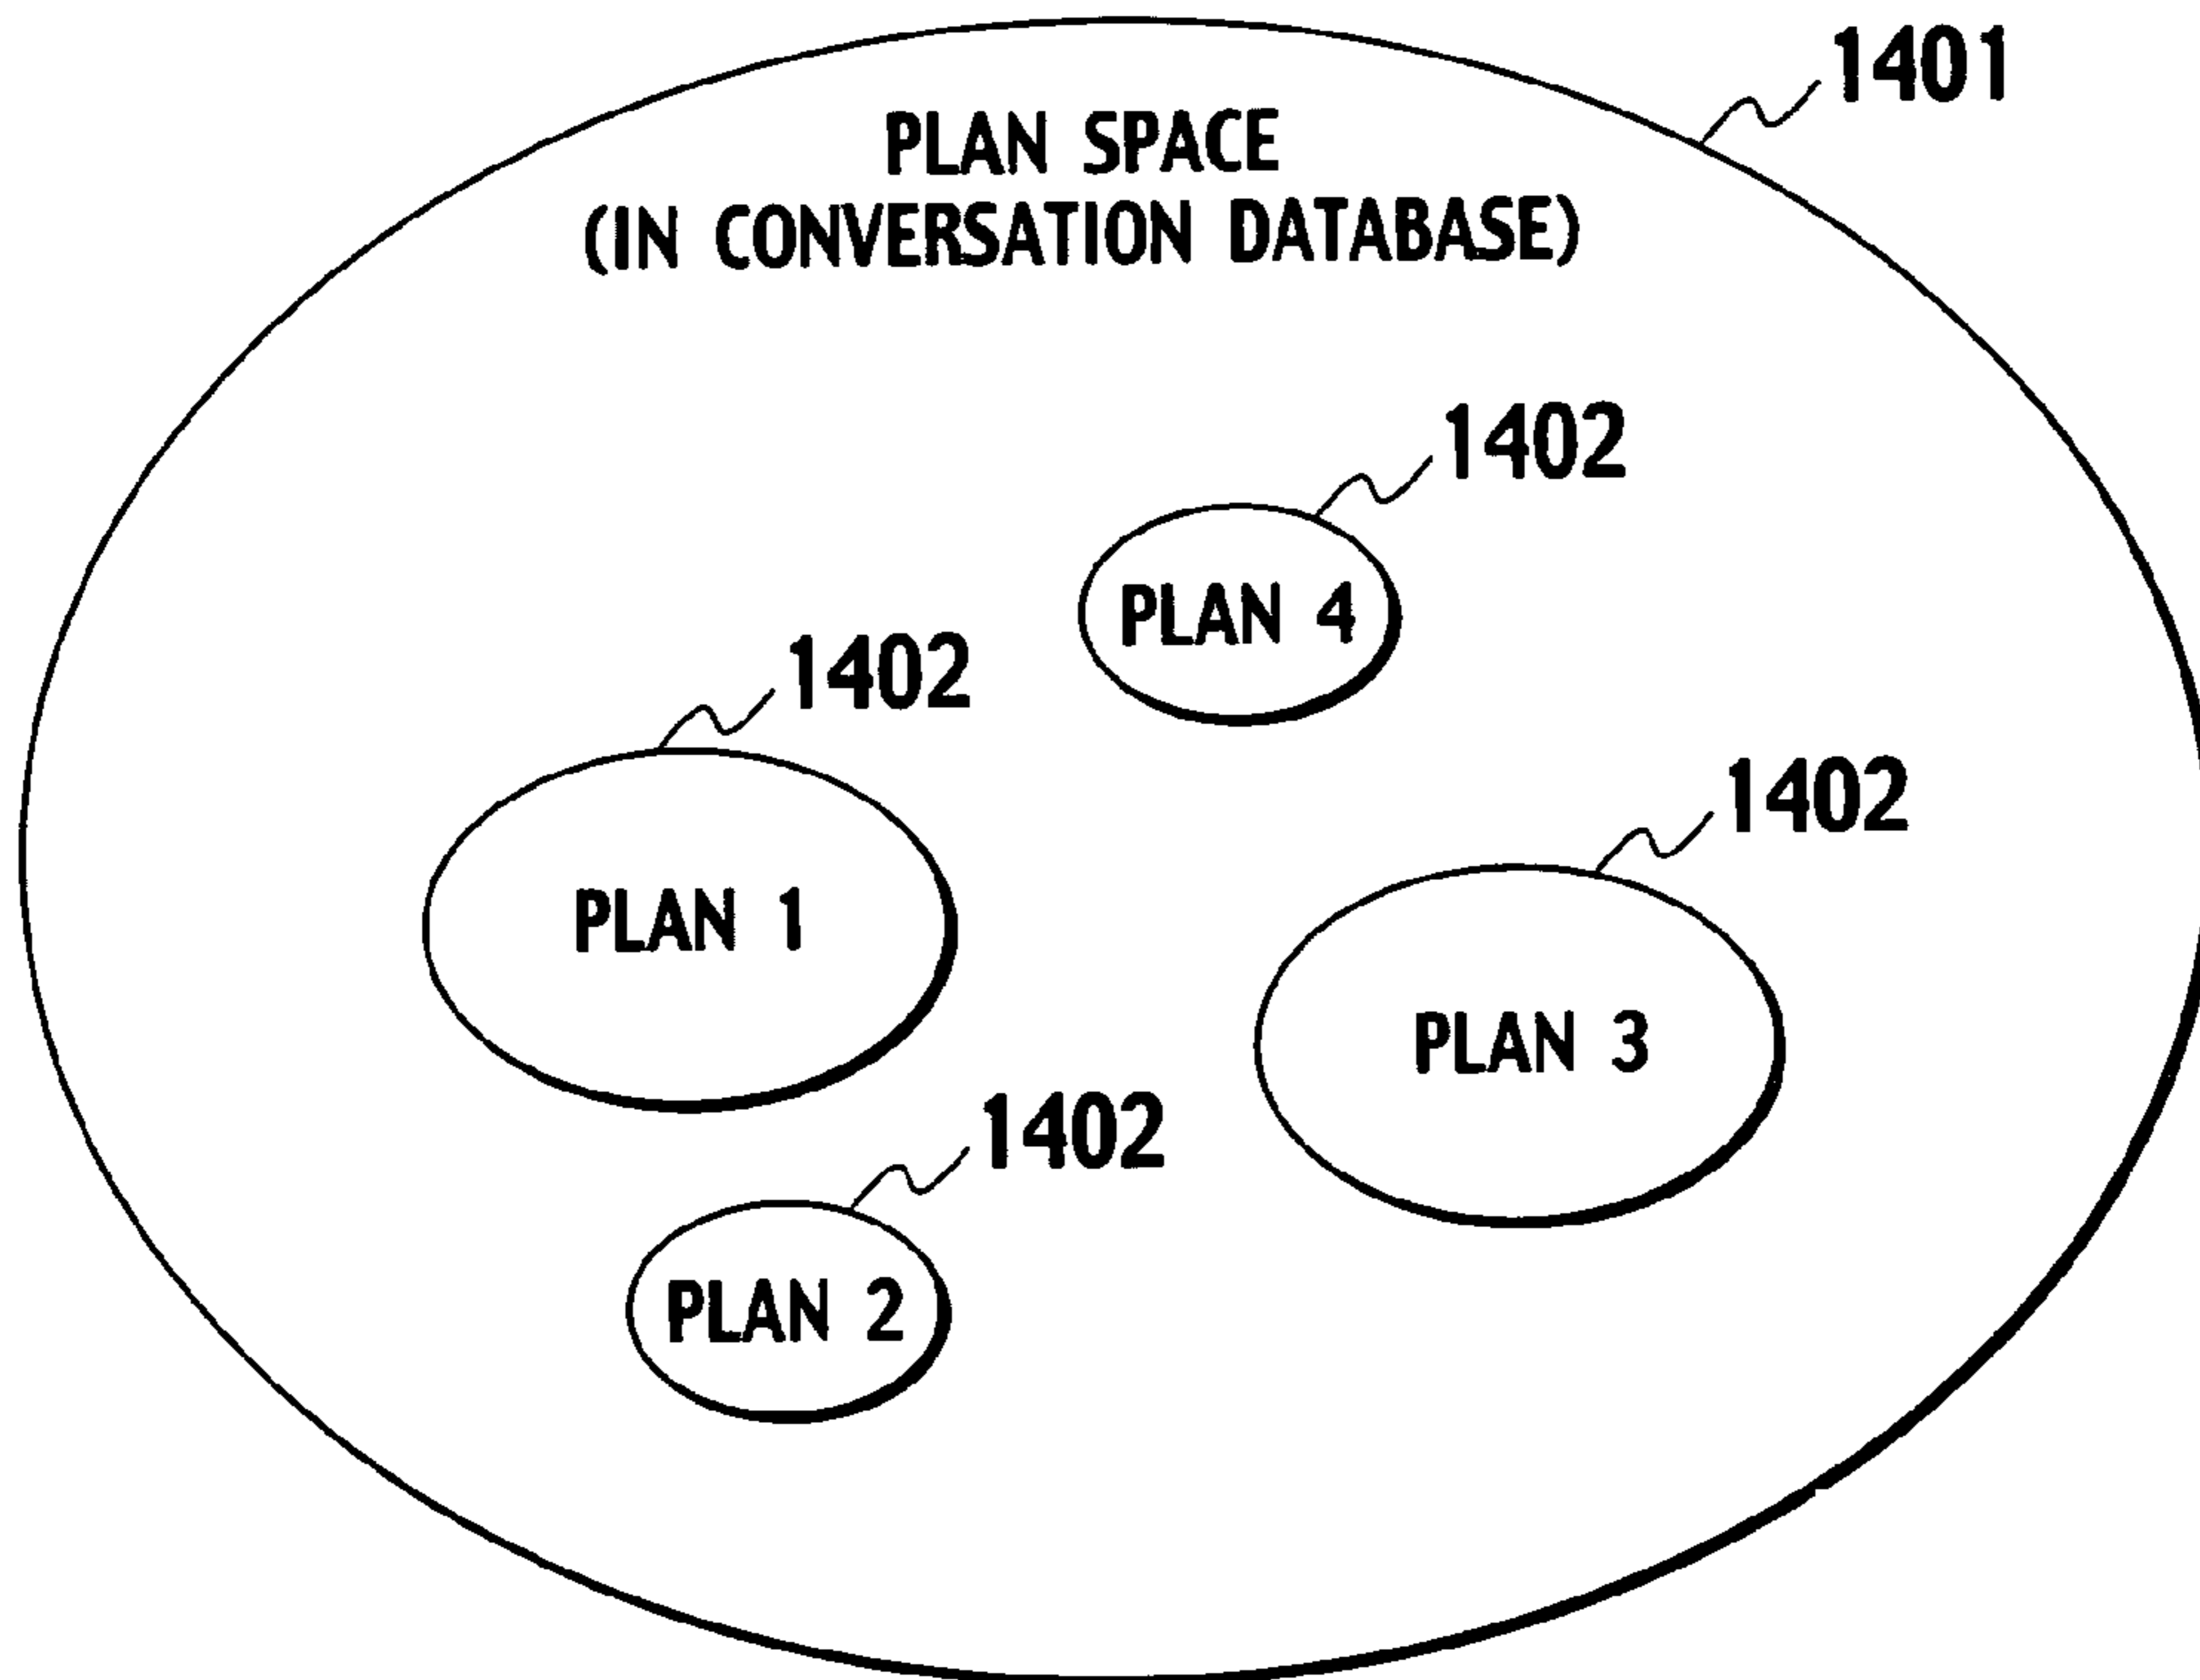 1401
PLAN SPACE
(IN CONVERSATION DATABASE)
1402
PLAN 4
1402
PLAN 1
1402
PLAN 3
1402
PLAN 2